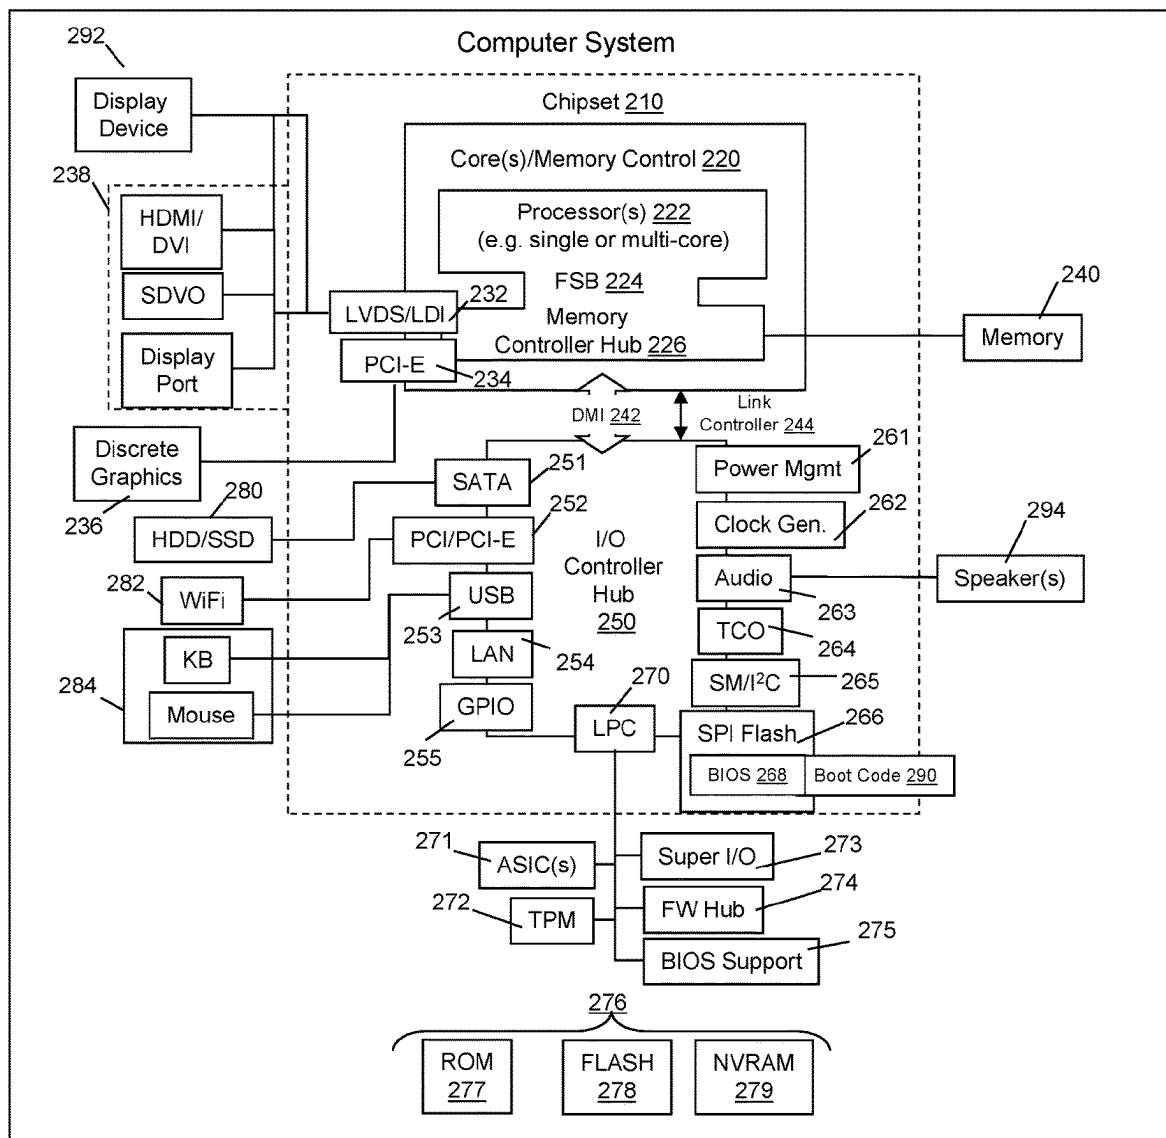 Computer System
292
Display
Device
Chipset 210
Core(s)/Memory Control 220
238
HDMI/
DVI
SDVO
Display
Port
Processor(s) 222
(e.g. single or multi-core)
FSB 224
Memory
Controller Hub 226
LVDS/LDI
232
PCI-E
234
240
Memory
DMI 242
Link
Controller 244
Discrete
Graphics
236
280
HDD/SSD
282
WiFi
284
KB
Mouse
SATA
251
PCI/PCI-E
252
USB
253
LAN
254
GPIO
255
I/O
Controller
Hub
250
Power Mgmt
261
Clock Gen.
262
Audio
263
TCO
264
SM/I²C
265
SPI Flash
266
BIOS 268
Boot Code 290
294
Speaker(s)
270
LPC
271
ASIC(s)
272
TPM
Super I/O
273
FW Hub
274
BIOS Support
275
276
ROM
277
FLASH
278
NVRAM
279